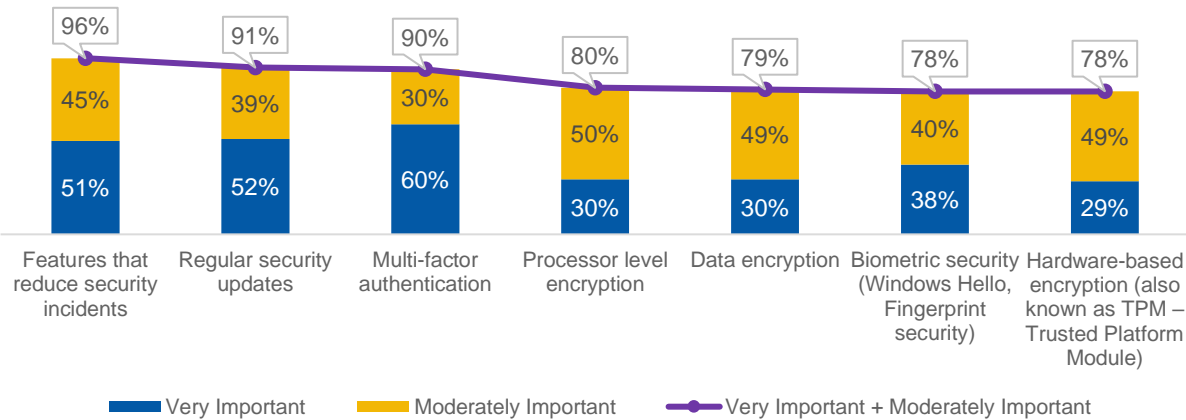 96%
91%
90%
80%
79%
78%
78%
45%
39%
30%
50%
49%
40%
49%
51%
52%
60%
30%
30%
38%
29%
Features that
reduce security
incidents
Regular security
updates
Multi-factor
authentication
Processor level
encryption
Data encryption
Biometric security
(Windows Hello,
Fingerprint
security)
Hardware-based
encryption (also
known as TPM –
Trusted Platform
Module)
Very Important
Moderately Important
Very Important + Moderately Important